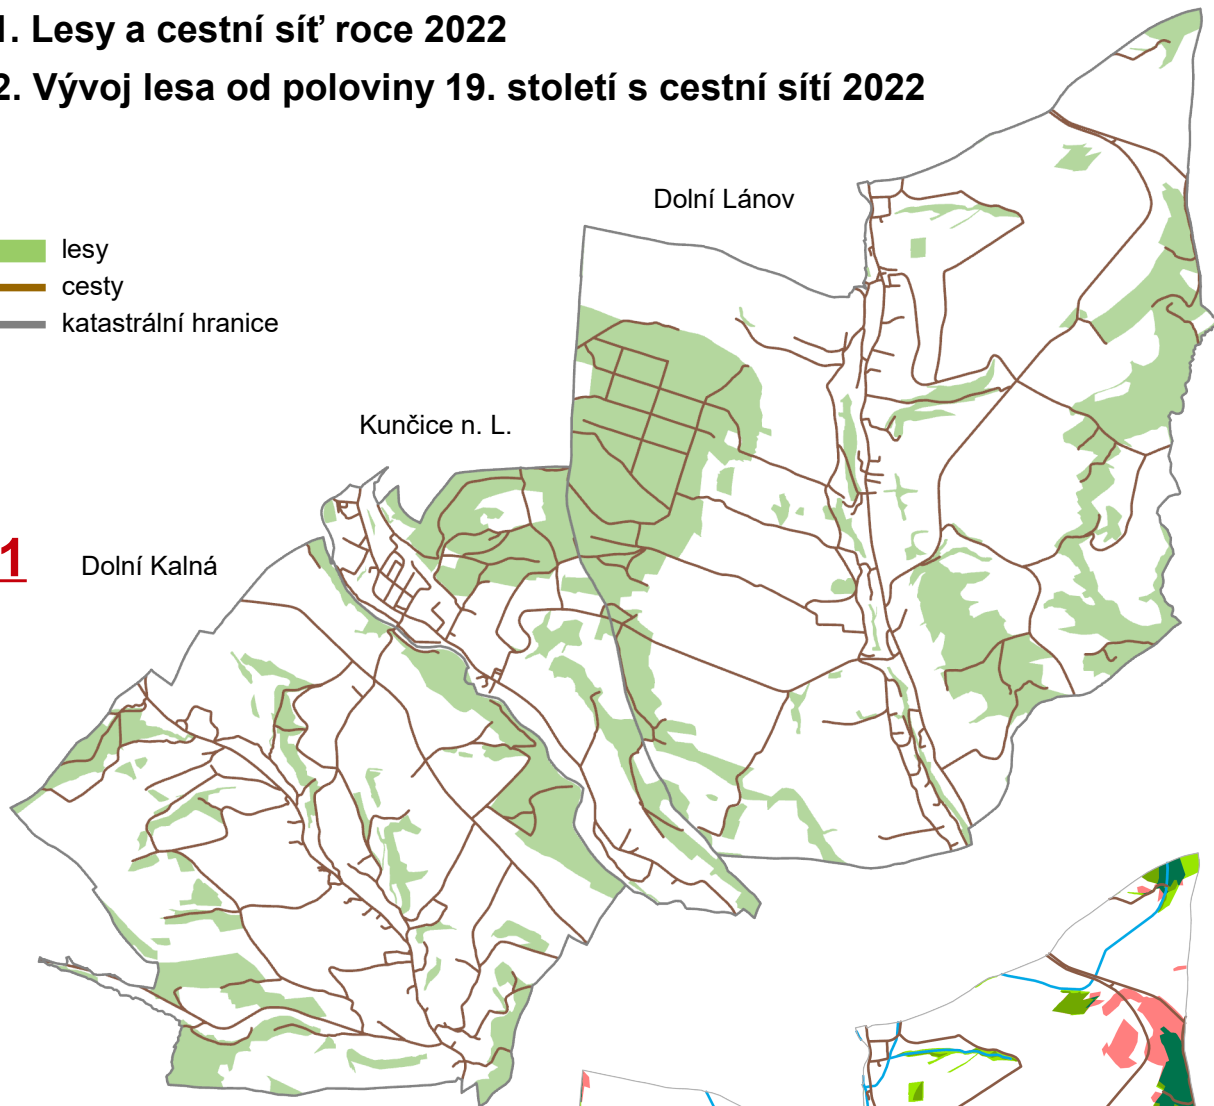 1. Lesy a cestní síť roce 2022
2. Vývoj lesa od poloviny 19. století s cestní sítí 2022
Dolní Lánov
lesy
cesty
katastrální hranice
Kunčice n. L.
1
Dolní Kalná